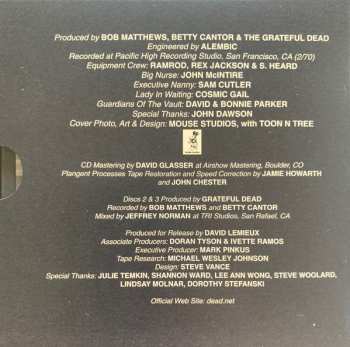 Produced by BOB MATTHEWS, BETTY CANTOR & THE GRATEFUL DEAD
Engineered by ALEMBIC
Recorded at Pacific High Recording Studio, San Francisco, CA (2/70)
Equipment Crew: RAMROD, REX JACKSON & S. HEARD
Big Nurse: JOHN McINTIRE
Executive Nanny: SAM CUTLER
Lady In Waiting: COSMIC GAIL
Guardians Of The Vault: DAVID & BONNIE PARKER
Special Thanks: JOHN DAWSON
Cover Photo, Art & Design: MOUSE STUDIOS, with TOON N TREE
CD Mastering by DAVID GLASSER at Airshow Mastering, Boulder, CO
Plangent Processes Tape Restoration and Speed Correction by JAMIE HOWARTH
and JOHN CHESTER
Discs 2 & 3 Produced by GRATEFUL DEAD
Recorded by BOB MATTHEWS and BETTY CANTOR
Mixed by JEFFREY NORMAN at TRI Studios, San Rafael, CA
Produced for Release by DAVID LEMIEUX
Associate Producers: DORAN TYSON & IVETTE RAMOS
Executive Producer: MARK PINKUS
Tape Research: MICHAEL WESLEY JOHNSON
Design: STEVE VANCE
Special Thanks: JULIE TEMKIN, SHANNON WARD, LEE ANN WONG, STEVE WOOLARD,
LINDSAY MOLNAR, DOROTHY STEFANSKI
Official Web Site: dead.net